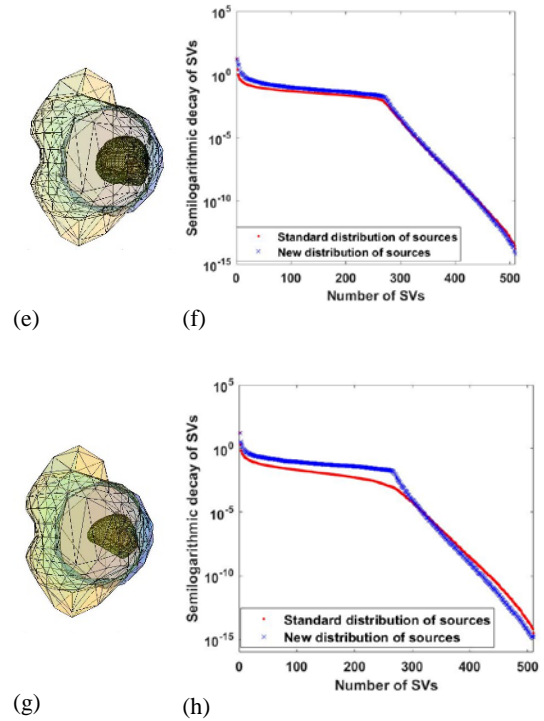 10^5
10^0
10^-5
10^-10
10^-15
Semilogarithmic decay of SVs
Standard distribution of sources
New distribution of sources
0 100 200 300 400 500
Number of SVs
(e) (f)
10^5
10^0
10^-5
10^-10
10^-15
Semilogarithmic decay of SVs
Standard distribution of sources
New distribution of sources
0 100 200 300 400 500
Number of SVs
(g) (h)